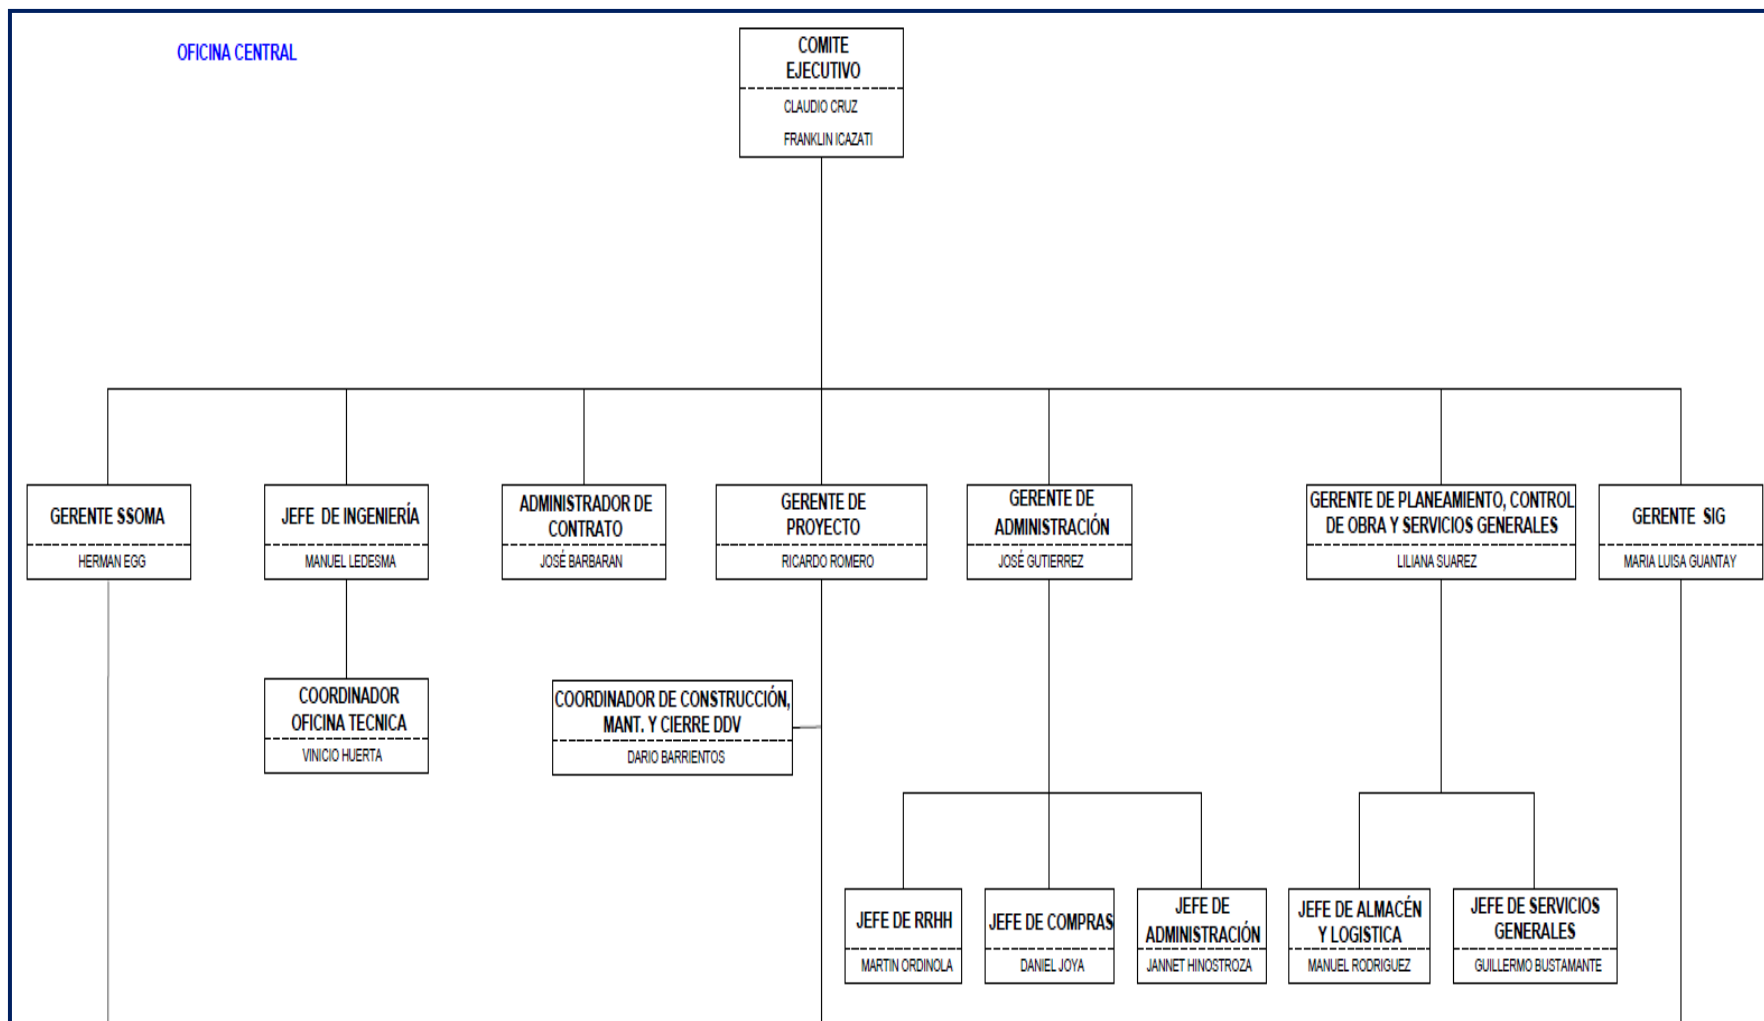 OFICINA CENTRAL
COMITE
EJECUTIVO
CLAUDIO CRUZ
FRANKLIN ICAZATI
GERENTE SSOMA
HERMAN EGG
JEFE DE INGENIERÍA
MANUEL LEDESMA
ADMINISTRADOR DE
CONTRATO
JOSÉ BARBARAN
GERENTE DE
PROYECTO
RICARDO ROMERO
GERENTE DE
ADMINISTRACIÓN
JOSÉ GUTIERREZ
GERENTE DE PLANEAMIENTO, CONTROL
DE OBRA Y SERVICIOS GENERALES
LILIANA SUAREZ
GERENTE SIG
MARIA LUISA GUANTAY
COORDINADOR
OFICINA TECNICA
VINICIO HUERTA
COORDINADOR DE CONSTRUCCIÓN,
MANT. Y CIERRE DDV
DARIO BARRIENTOS
JEFE DE RRHH
MARTIN ORDINOLA
JEFE DE COMPRAS
DANIEL JOYA
JEFE DE
ADMINISTRACIÓN
JANNET HINOSTROZA
JEFE DE ALMACÉN
Y LOGISTICA
MANUEL RODRIGUEZ
JEFE DE SERVICIOS
GENERALES
GUILLERMO BUSTAMANTE